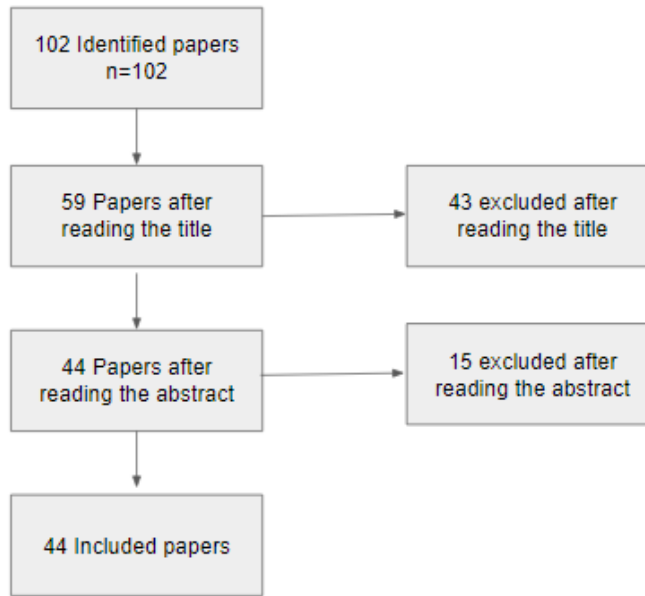 102 Identified papers
n=102
59 Papers after
reading the title
43 excluded after
reading the title
44 Papers after
reading the abstract
15 excluded after
reading the abstract
44 Included papers